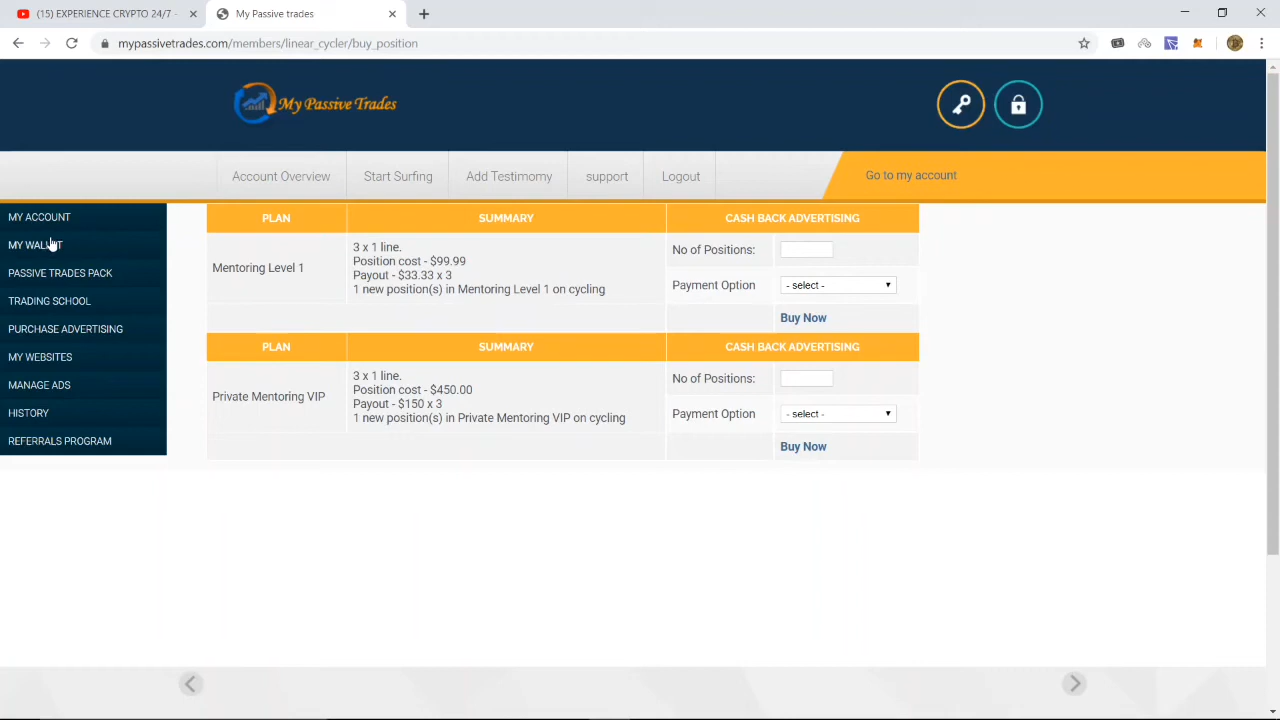 (15) EXPERIENCE CRYPTO 24/7 -
My Passive trades
mypassivetrades.com/members/linear_cycler/buy_position
My Passive Trades
Account Overview
Start Surfing
Add Testimomy
support
Logout
Go to my account
MY ACCOUNT
MY WALLET
PASSIVE TRADES PACK
TRADING SCHOOL
PURCHASE ADVERTISING
MY WEBSITES
MANAGE ADS
HISTORY
REFERRALS PROGRAM
PLAN
SUMMARY
CASH BACK ADVERTISING
Mentoring Level 1
3 x 1 line.
Position cost - $99.99
Payout - $33.33 x 3
1 new position(s) in Mentoring Level 1 on cycling
No of Positions:
Payment Option
- select -
Buy Now
PLAN
SUMMARY
CASH BACK ADVERTISING
Private Mentoring VIP
3 x 1 line.
Position cost - $450.00
Payout - $150 x 3
1 new position(s) in Private Mentoring VIP on cycling
No of Positions:
Payment Option
- select -
Buy Now